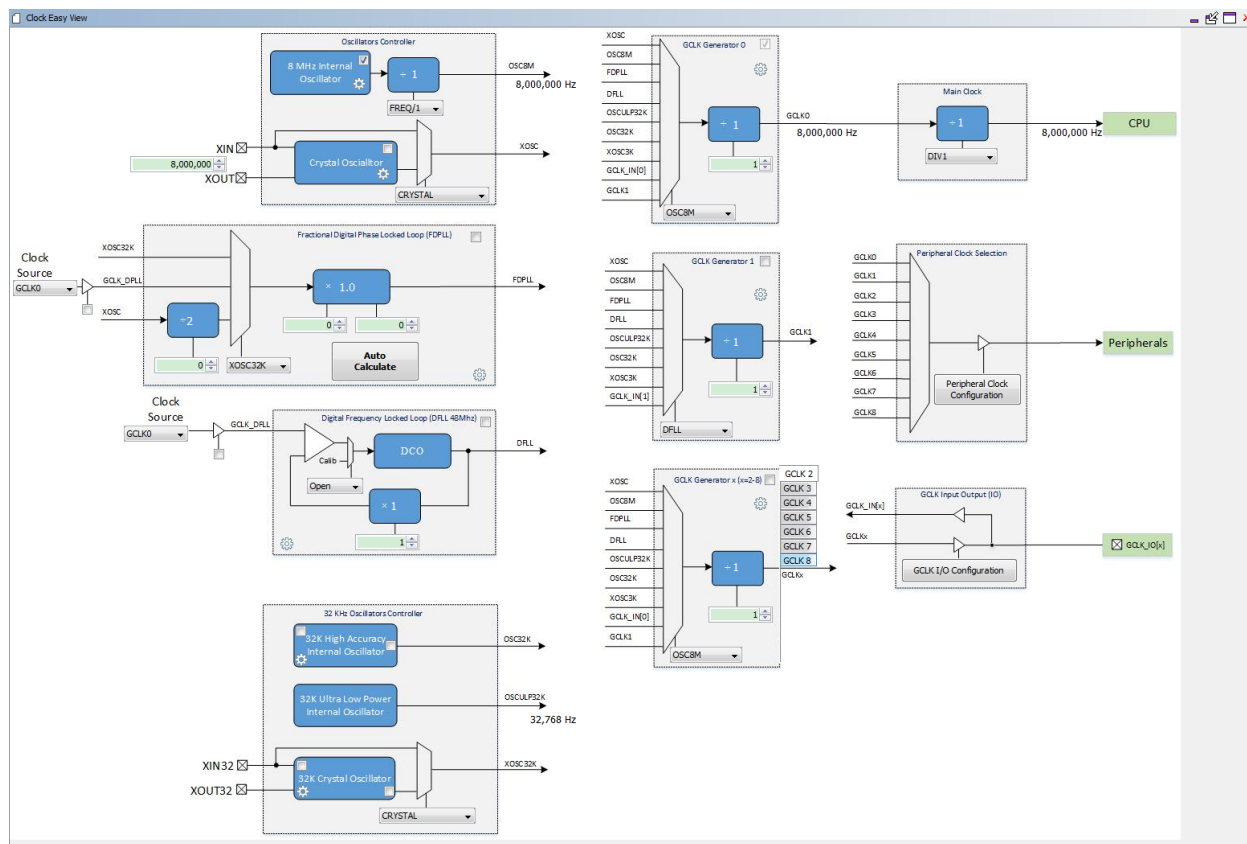 Clock Easy View
Oscillators Controller
8 MHz Internal
Oscillator
÷ 1
FREQ/1
OSC8M
8,000,000 Hz
XIN
8,000,000
XOUT
Crystal Oscialltor
CRYSTAL
XOSC
Fractional Digital Phase Locked Loop (FDPLL)
XOSC32K
Clock
Source
GCLK0
GCLK_DPLL
XOSC
÷2
0
XOSC32K
× 1.0
0
0
Auto
Calculate
FDPLL
Clock
Source
GCLK0
GCLK_DFLL
Digital Frequency Locked Loop (DFLL 48Mhz)
Calib
Open
DCO
× 1
1
DFLL
32 KHz Oscillators Controller
32K High Accuracy
Internal Oscillator
OSC32K
32K Ultra Low Power
Internal Oscillator
OSCULP32K
32,768 Hz
XIN32
XOUT32
32K Crystal Oscillator
CRYSTAL
XOSC32K
GCLK Generator 0
XOSC
OSC8M
FDPLL
DFLL
OSCULP32K
OSC32K
XOSC3K
GCLK_IN[0]
GCLK1
OSC8M
÷ 1
1
GCLK0
8,000,000 Hz
Main Clock
÷ 1
DIV1
8,000,000 Hz
CPU
GCLK Generator 1
XOSC
OSC8M
FDPLL
DFLL
OSCULP32K
OSC32K
XOSC3K
GCLK_IN[1]
DFLL
÷ 1
1
GCLK1
Peripheral Clock Selection
GCLK0
GCLK1
GCLK2
GCLK3
GCLK4
GCLK5
GCLK6
GCLK7
GCLK8
Peripheral Clock
Configuration
Peripherals
GCLK Generator x (x=2-8)
XOSC
OSC8M
FDPLL
DFLL
OSCULP32K
OSC32K
XOSC3K
GCLK_IN[0]
GCLK1
OSC8M
÷ 1
1
GCLK 2
GCLK 3
GCLK 4
GCLK 5
GCLK 6
GCLK 7
GCLK 8
GCLKx
GCLK Input Output (IO)
GCLK_IN[x]
GCLKx
GCLK I/O Configuration
GCLK_IO[x]